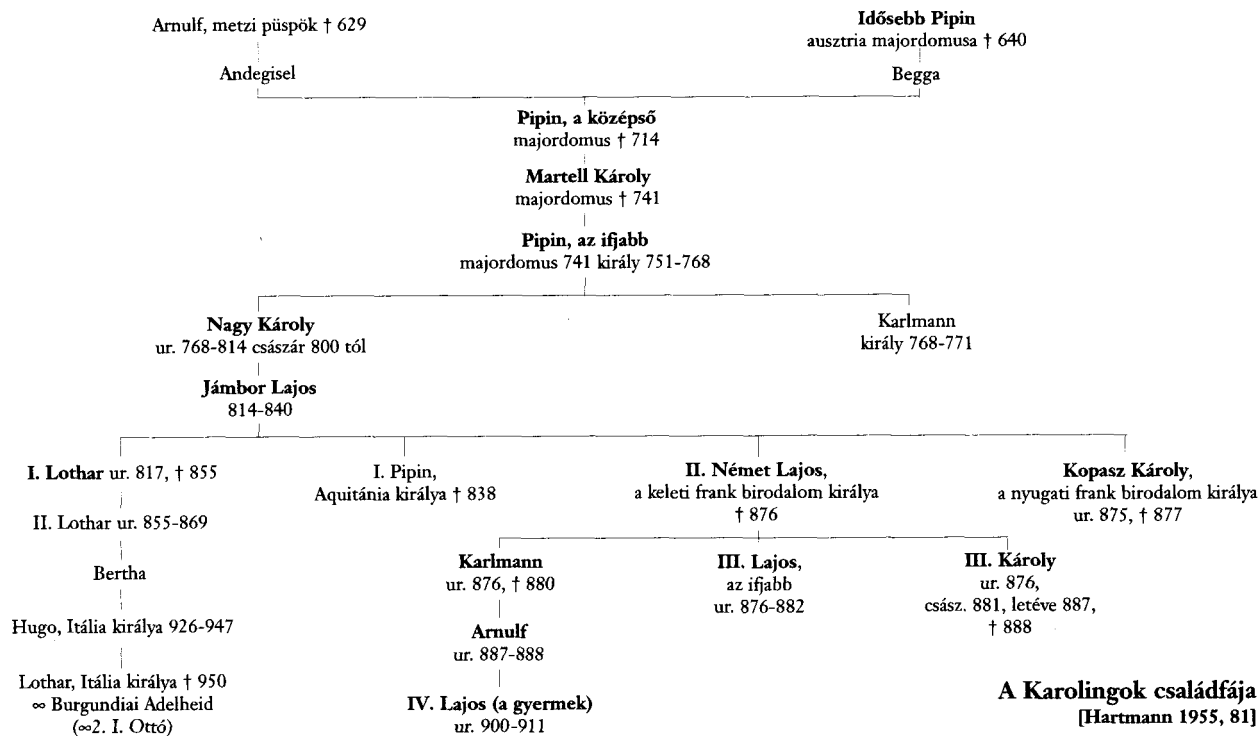 Arnulf, metzi püspök † 629
Idősebb Pipin
ausztria majordomusa † 640
Andegisel
Begga
Pipin, a középső
majordomus † 714
Martell Károly
majordomus † 741
Pipin, az ifjabb
majordomus 741 király 751-768
Nagy Károly
ur. 768-814 császár 800 tól
Karlmann
király 768-771
Jámbor Lajos
814-840
I. Lothar ur. 817, † 855
II. Lothar ur. 855-869
Bertha
Hugo, Itália királya 926-947
Lothar, Itália királya † 950
∞ Burgundiai Adelheid
(∞2. I. Ottó)
I. Pipin,
Aquitánia királya † 838
II. Német Lajos,
a keleti frank birodalom királya
† 876
Kopasz Károly,
a nyugati frank birodalom királya
ur. 875, † 877
Karlmann
ur. 876, † 880
Arnulf
ur. 887-888
IV. Lajos (a gyermek)
ur. 900-911
III. Lajos,
az ifjabb
ur. 876-882
III. Károly
ur. 876,
csász. 881, letéve 887,
† 888
A Karolingok családfája
[Hartmann 1955, 81]